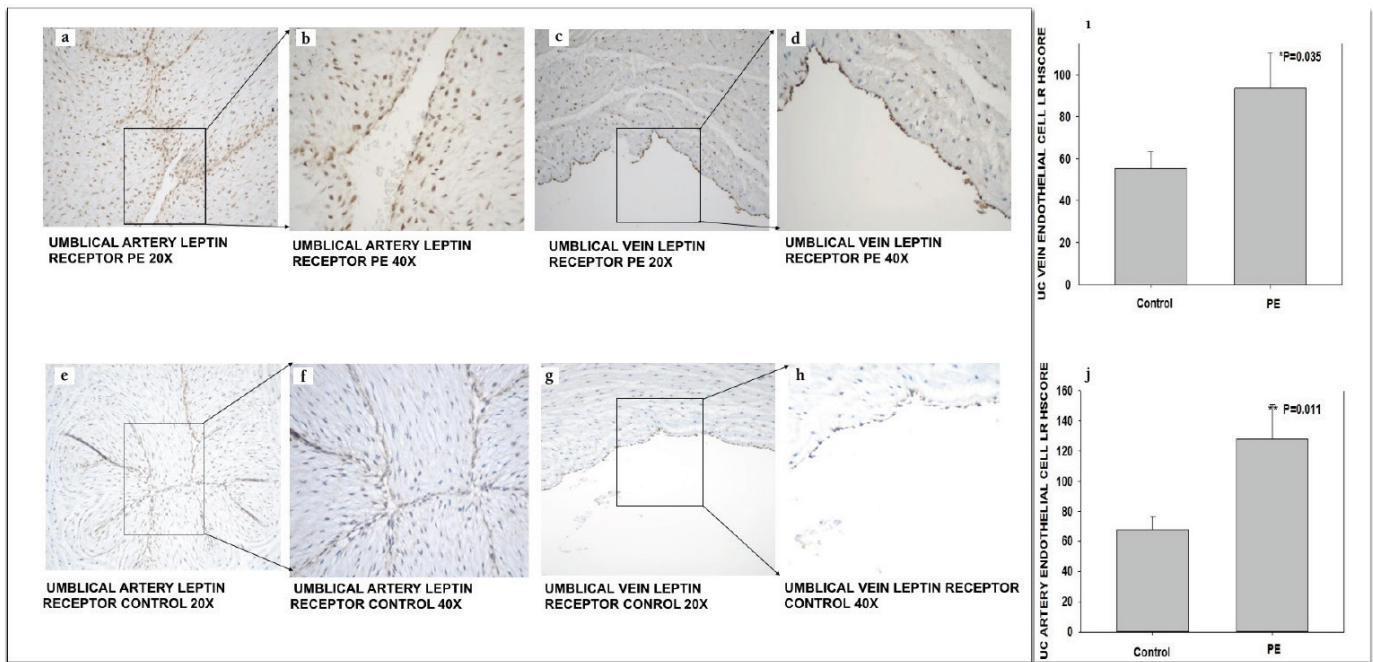 a
b
c
d
UMBLICAL ARTERY LEPTIN
RECEPTOR PE 20X
UMBLICAL ARTERY LEPTIN
RECEPTOR PE 40X
UMBLICAL VEIN LEPTIN
RECEPTOR PE 20X
UMBLICAL VEIN LEPTIN
RECEPTOR PE 40X
e
f
g
h
UMBLICAL ARTERY LEPTIN
RECEPTOR CONTROL 20X
UMBLICAL ARTERY LEPTIN
RECEPTOR CONTROL 40X
UMBLICAL VEIN LEPTIN
RECEPTOR CONROL 20X
UMBLICAL VEIN LEPTIN RECEPTOR
CONTROL 40X
ı
UC VEIN ENDOTHELIAL CELL LR HSCORE
100
80
60
40
20
0
*P=0.035
Control
PE
j
UC ARTERY ENDOTHELIAL CELL LR HSCORE
160
140
120
100
80
60
40
20
0
** P=0.011
Control
PE